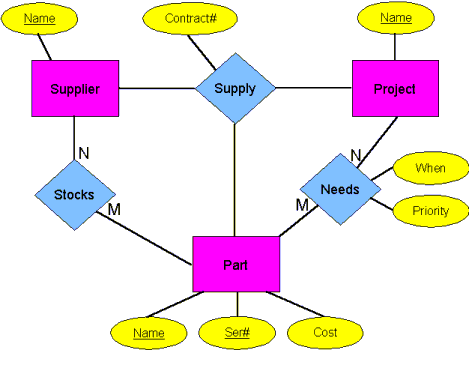 Name
Contract#
Name
Supplier
Supply
Project
N
N
When
Stocks
M
M
Needs
Priority
Part
Name
Ser#
Cost